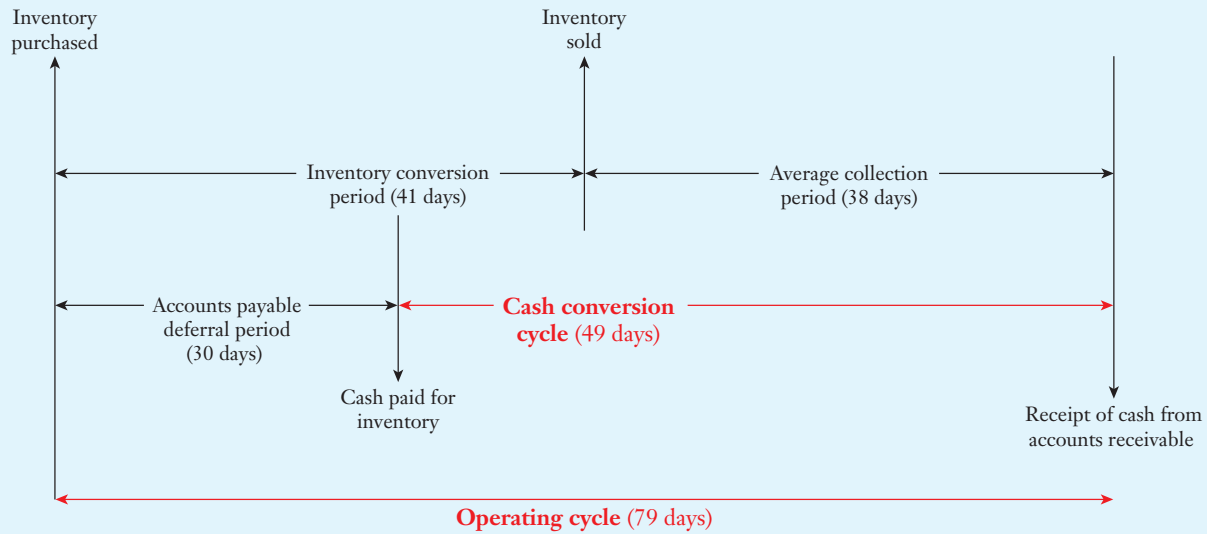 Inventory
purchased
Inventory
sold
Inventory conversion
period (41 days)
Average collection
period (38 days)
Accounts payable
deferral period
(30 days)
Cash conversion
cycle (49 days)
Cash paid for
inventory
Receipt of cash from
accounts receivable
Operating cycle (79 days)